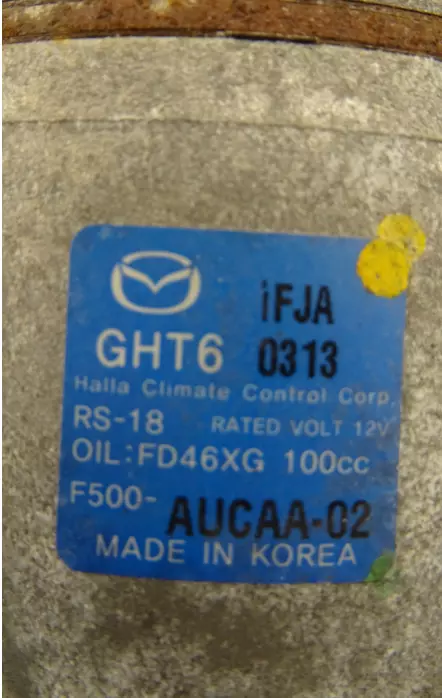 iFJA
GHT6 0313
Halla Climate Control Corp.
RS-18 RATED VOLT 12V
OIL:FD46XG 100cc
F500-AUCAA-02
MADE IN KOREA